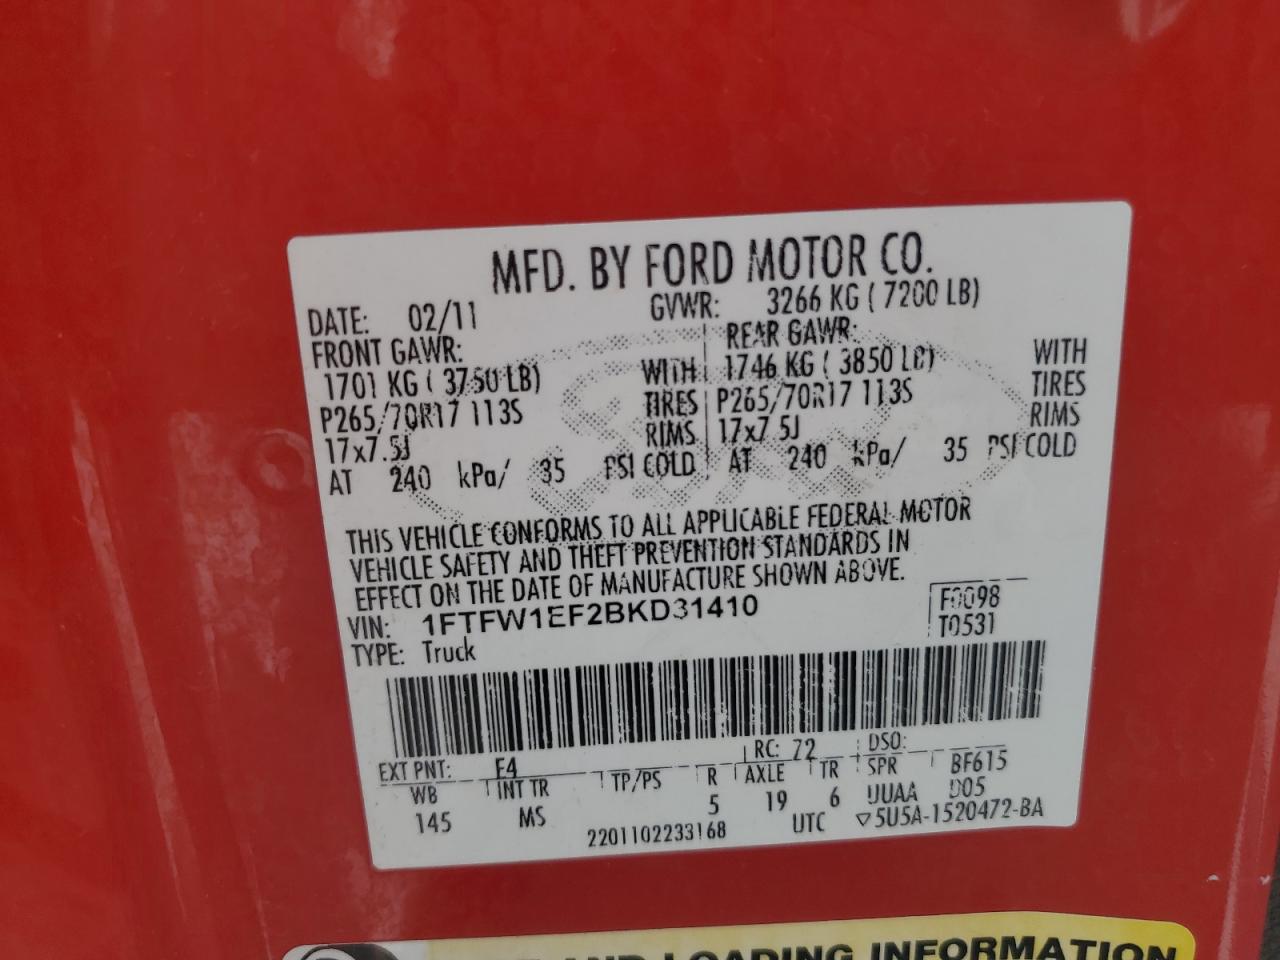 MFD. BY FORD MOTOR CO.
DATE: 02/11 GVWR: 3266 KG ( 7200 LB)
FRONT GAWR: REAR GAWR:
1701 KG ( 3750 LB) WITH 1746 KG ( 3850 LB) WITH
P265/70R17 113S TIRES P265/70R17 113S TIRES
17x7.5J RIMS 17x7.5J RIMS
AT 240 kPa/ 35 PSI COLD AT 240 kPa/ 35 PSI COLD
THIS VEHICLE CONFORMS TO ALL APPLICABLE FEDERAL MOTOR
VEHICLE SAFETY AND THEFT PREVENTION STANDARDS IN
EFFECT ON THE DATE OF MANUFACTURE SHOWN ABOVE.
VIN: 1FTFW1EF2BKD31410 F0098
TYPE: Truck T0531
EXT PNT: F4 RC: 72 DSO:
WB INT TR TP/PS R AXLE TR SPR BF615
145 MS 5 19 6 UUAA D05
2201102233168 UTC ▽5U5A-1520472-BA
AND LOADING INFORMATION